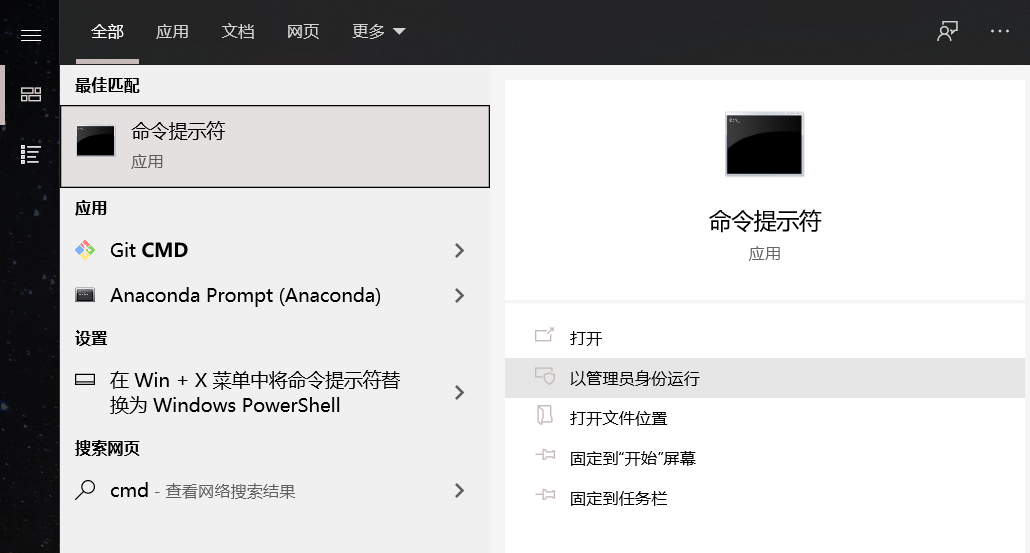 全部 应用 文档 网页 更多
最佳匹配
命令提示符
应用
应用
Git CMD
Anaconda Prompt (Anaconda)
设置
在 Win + X 菜单中将命令提示符替
换为 Windows PowerShell
搜索网页
cmd - 查看网络搜索结果
命令提示符
应用
打开
以管理员身份运行
打开文件位置
固定到“开始”屏幕
固定到任务栏